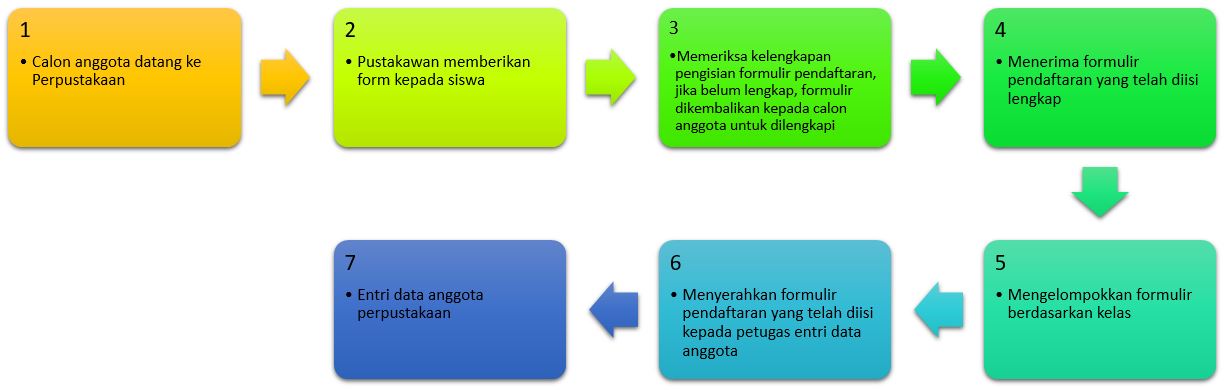 1
• Calon anggota datang ke
Perpustakaan
2
• Pustakawan memberikan
form kepada siswa
3
•Memeriksa kelengkapan
pengisian formulir pendaftaran,
jika belum lengkap, formulir
dikembalikan kepada calon
anggota untuk dilengkapi
4
• Menerima formulir
pendaftaran yang telah diisi
lengkap
5
• Mengelompokkan formulir
berdasarkan kelas
6
• Menyerahkan formulir
pendaftaran yang telah diisi
kepada petugas entri data
anggota
7
• Entri data anggota
perpustakaan